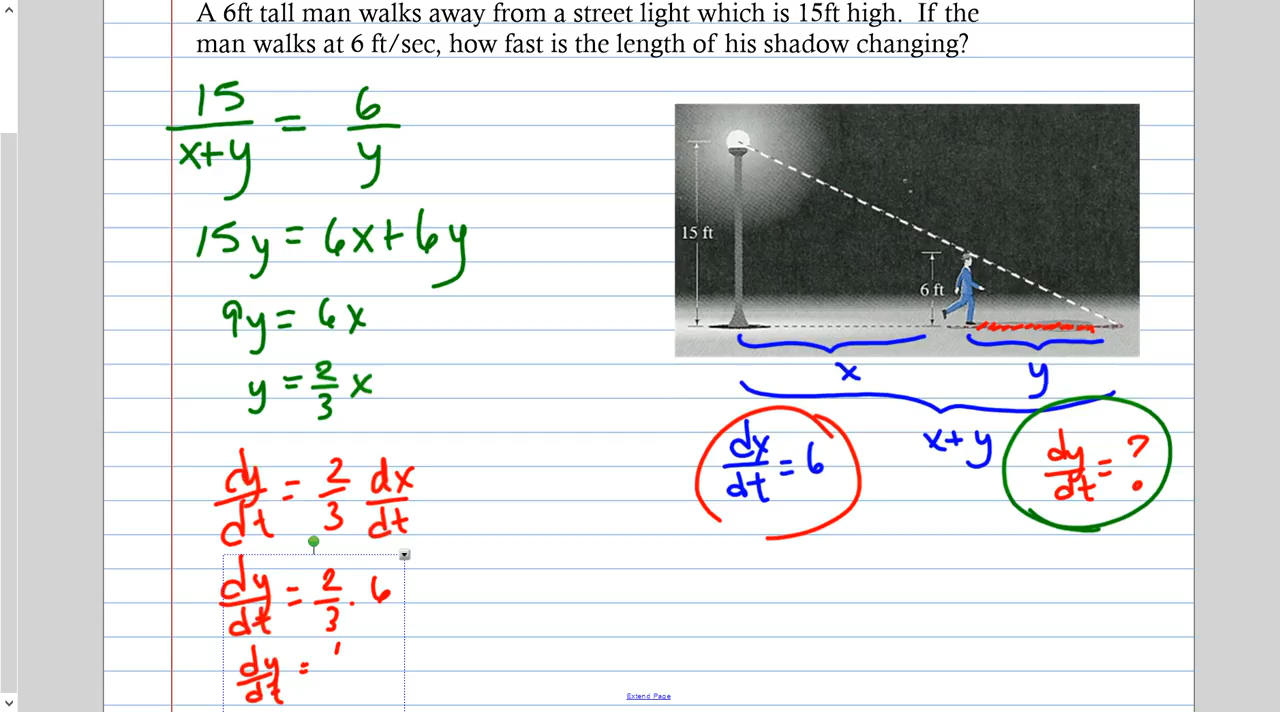 A 6ft tall man walks away from a street light which is 15ft high. If the
man walks at 6 ft/sec, how fast is the length of his shadow changing?
15/(x+y) = 6/y
15y = 6x+6y
9y = 6x
y = 2/3 x
dy/dt = 2/3 dx/dt
dy/dt = 2/3 · 6
dy/dt =
15 ft
6 ft
x
y
x+y
dx/dt = 6
dy/dt = ?
Extend Page